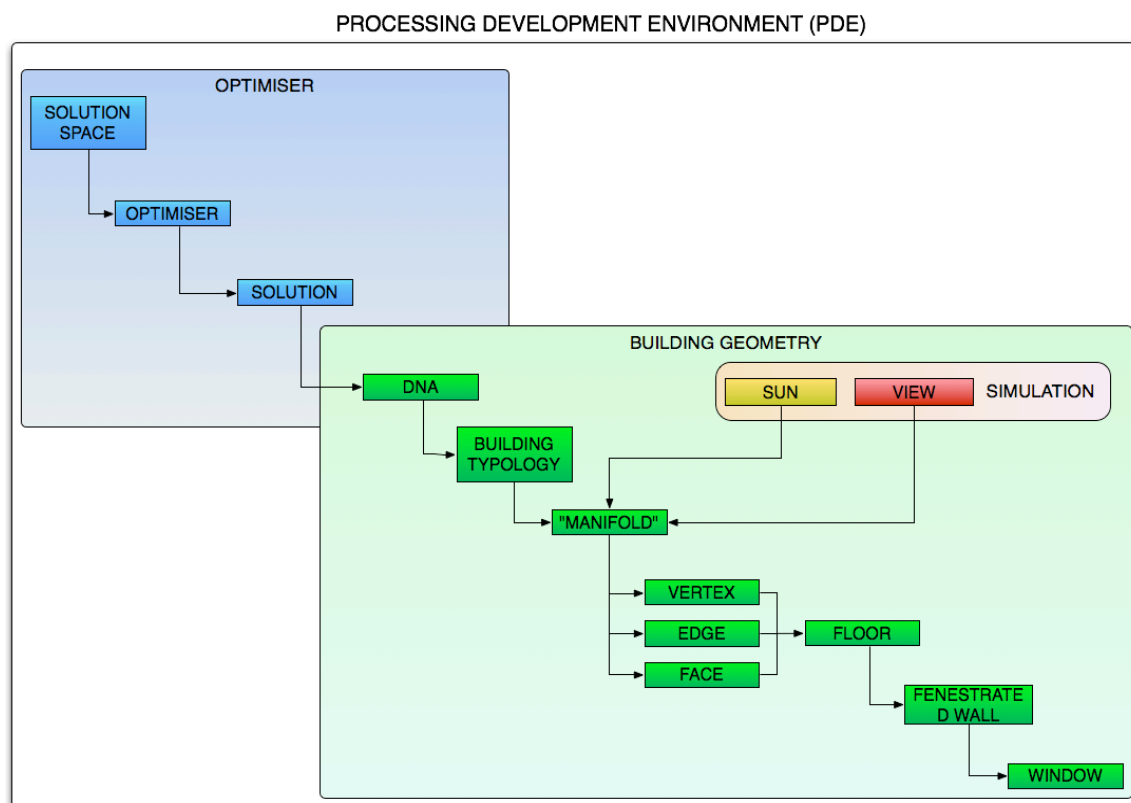 PROCESSING DEVELOPMENT ENVIRONMENT (PDE)
OPTIMISER
SOLUTION
SPACE
OPTIMISER
SOLUTION
BUILDING GEOMETRY
DNA
SUN
VIEW
SIMULATION
BUILDING
TYPOLOGY
"MANIFOLD"
VERTEX
EDGE
FACE
FLOOR
FENESTRATE
D WALL
WINDOW